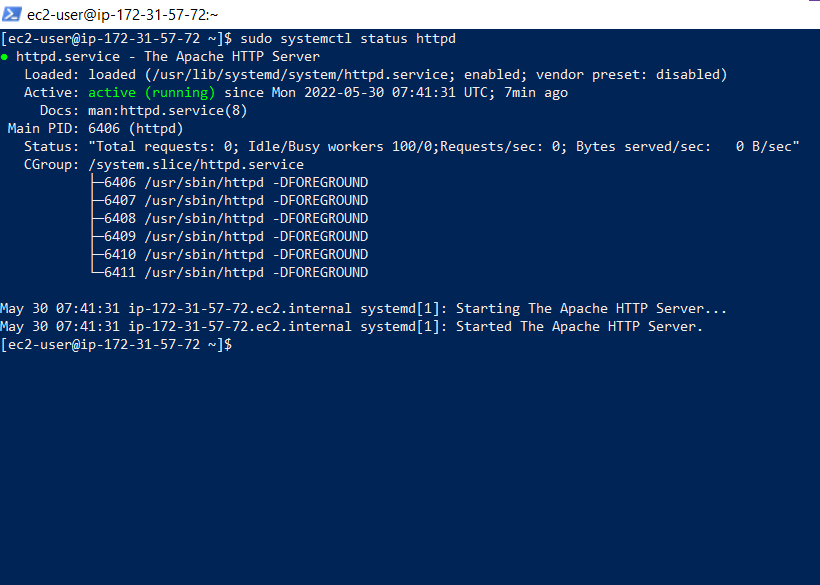 ec2-user@ip-172-31-57-72:~
[ec2-user@ip-172-31-57-72 ~]$ sudo systemctl status httpd
● httpd.service - The Apache HTTP Server
   Loaded: loaded (/usr/lib/systemd/system/httpd.service; enabled; vendor preset: disabled)
   Active: active (running) since Mon 2022-05-30 07:41:31 UTC; 7min ago
     Docs: man:httpd.service(8)
 Main PID: 6406 (httpd)
   Status: "Total requests: 0; Idle/Busy workers 100/0;Requests/sec: 0; Bytes served/sec:   0 B/sec"
   CGroup: /system.slice/httpd.service
           ├─6406 /usr/sbin/httpd -DFOREGROUND
           ├─6407 /usr/sbin/httpd -DFOREGROUND
           ├─6408 /usr/sbin/httpd -DFOREGROUND
           ├─6409 /usr/sbin/httpd -DFOREGROUND
           ├─6410 /usr/sbin/httpd -DFOREGROUND
           └─6411 /usr/sbin/httpd -DFOREGROUND
May 30 07:41:31 ip-172-31-57-72.ec2.internal systemd[1]: Starting The Apache HTTP Server...
May 30 07:41:31 ip-172-31-57-72.ec2.internal systemd[1]: Started The Apache HTTP Server.
[ec2-user@ip-172-31-57-72 ~]$